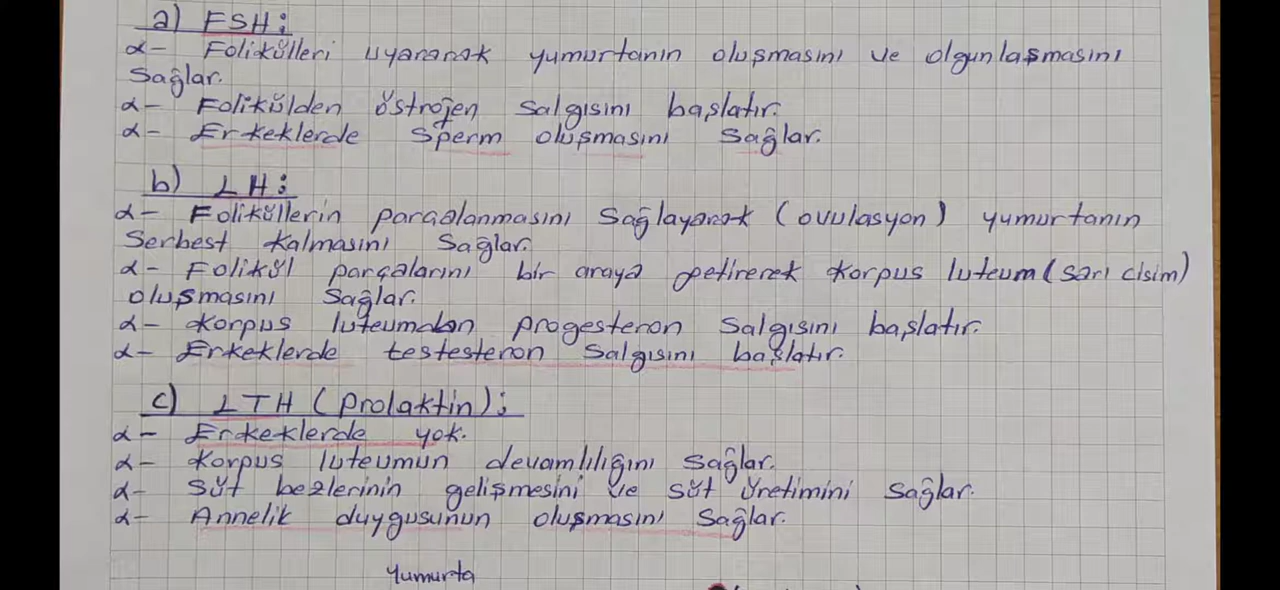 a) FSH:
α- Folikülleri uyararak yumurtanın oluşmasını ve olgunlaşmasını
sağlar.
α- Folikülden östrojen salgısını başlatır.
α- Erkeklerde sperm oluşmasını sağlar.
b) LH:
α- Foliküllerin parçalanmasını sağlayarak (ovulasyon) yumurtanın
serbest kalmasını sağlar.
α- Folikül parçalarını bir araya getirerek korpus luteum (sarı cisim)
oluşmasını sağlar.
α- Korpus luteumdan progesteron salgısını başlatır.
α- Erkeklerde testesteron salgısını başlatır.
c) LTH (Prolaktin):
α- Erkeklerde yok.
α- Korpus luteumun devamlılığını sağlar.
α- Süt bezlerinin gelişmesini ve süt üretimini sağlar.
α- Annelik duygusunun oluşmasını sağlar.
Yumurta